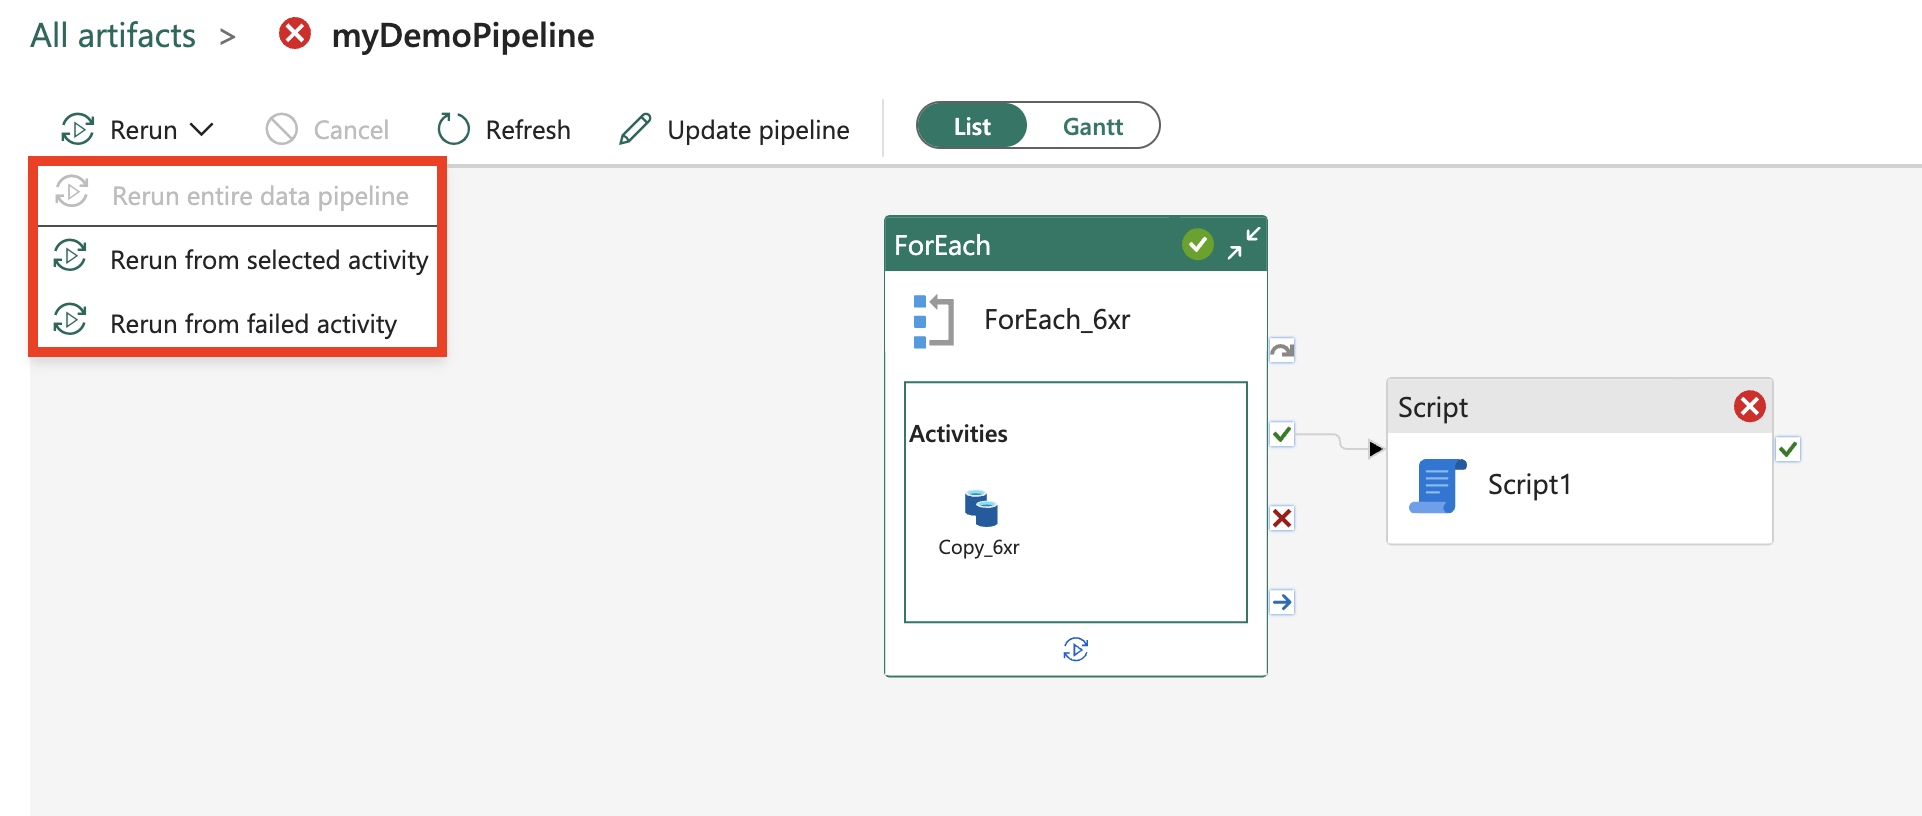 All artifacts > myDemoPipeline
Rerun Cancel Refresh Update pipeline List Gantt
Rerun entire data pipeline
Rerun from selected activity
Rerun from failed activity
ForEach
ForEach_6xr
Activities
Copy_6xr
Script
Script1